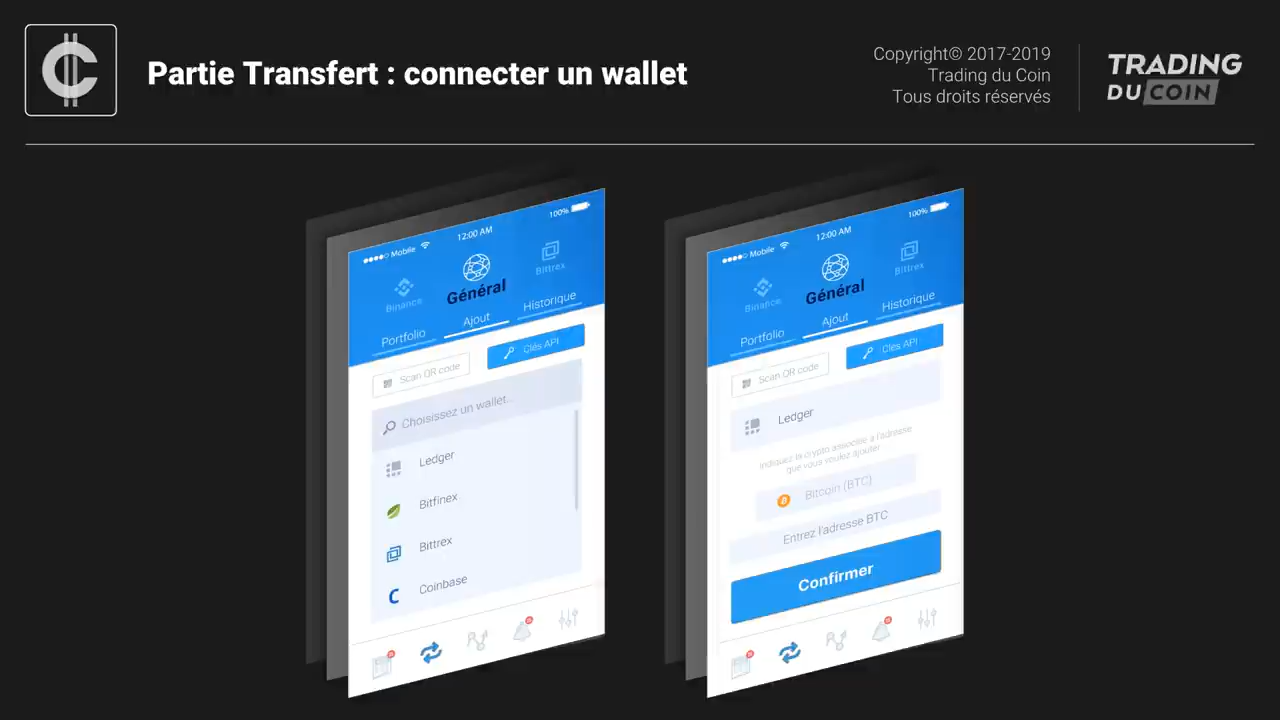 Partie Transfert : connecter un wallet
Copyright© 2017-2019
Trading du Coin
Tous droits réservés
TRADING
DU COIN
Mobile
12:00 AM
100%
Binance
Général
Bittrex
Portfolio
Ajout
Historique
Scan QR code
Clés API
Choisissez un wallet...
Ledger
Bitfinex
Bittrex
Coinbase
Mobile
12:00 AM
100%
Binance
Général
Bittrex
Portfolio
Ajout
Historique
Scan QR code
Clés API
Ledger
Indiquez la crypto associée à l'adresse
que vous voulez ajouter
Bitcoin (BTC)
Entrez l'adresse BTC
Confirmer